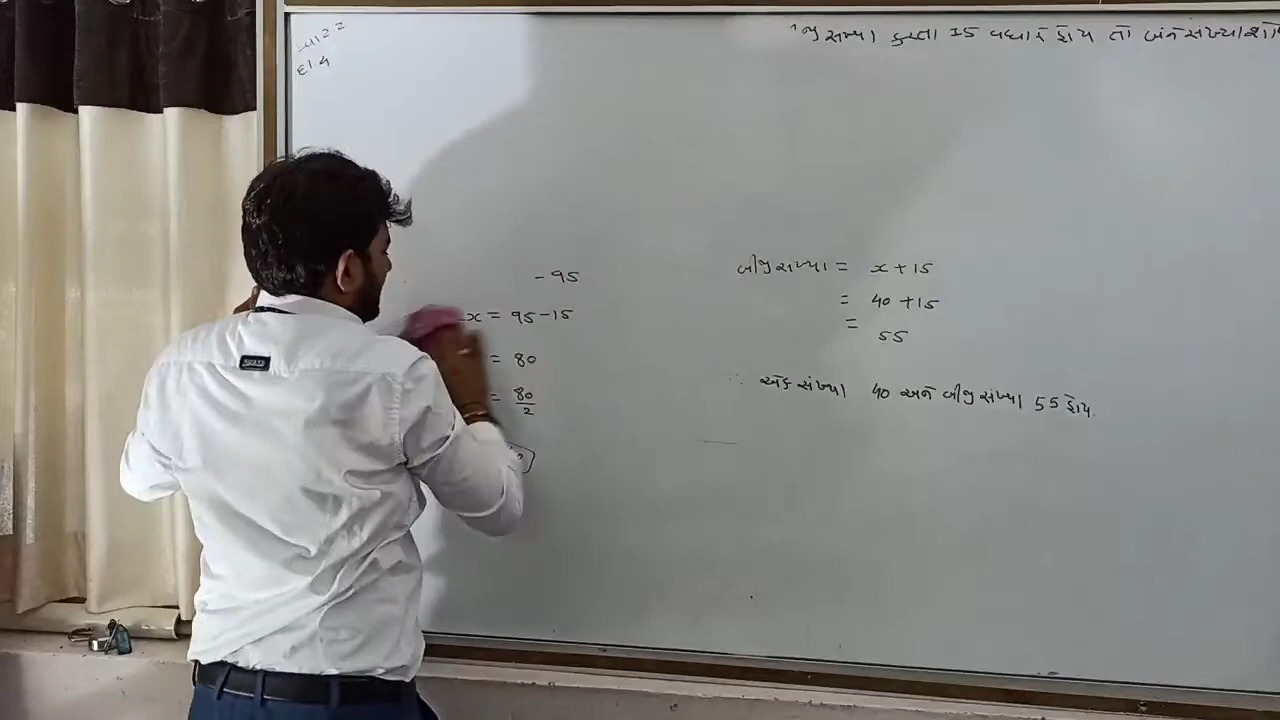 સંખ્યા કરતા 15 વધારે હોય તો બંને સંખ્યા શો
- 95
x = 95 - 15
= 80
= 80/2
બીજી સંખ્યા = x + 15
= 40 + 15
= 55
∴ એક સંખ્યા 40 અને બીજી સંખ્યા 55 હોય.